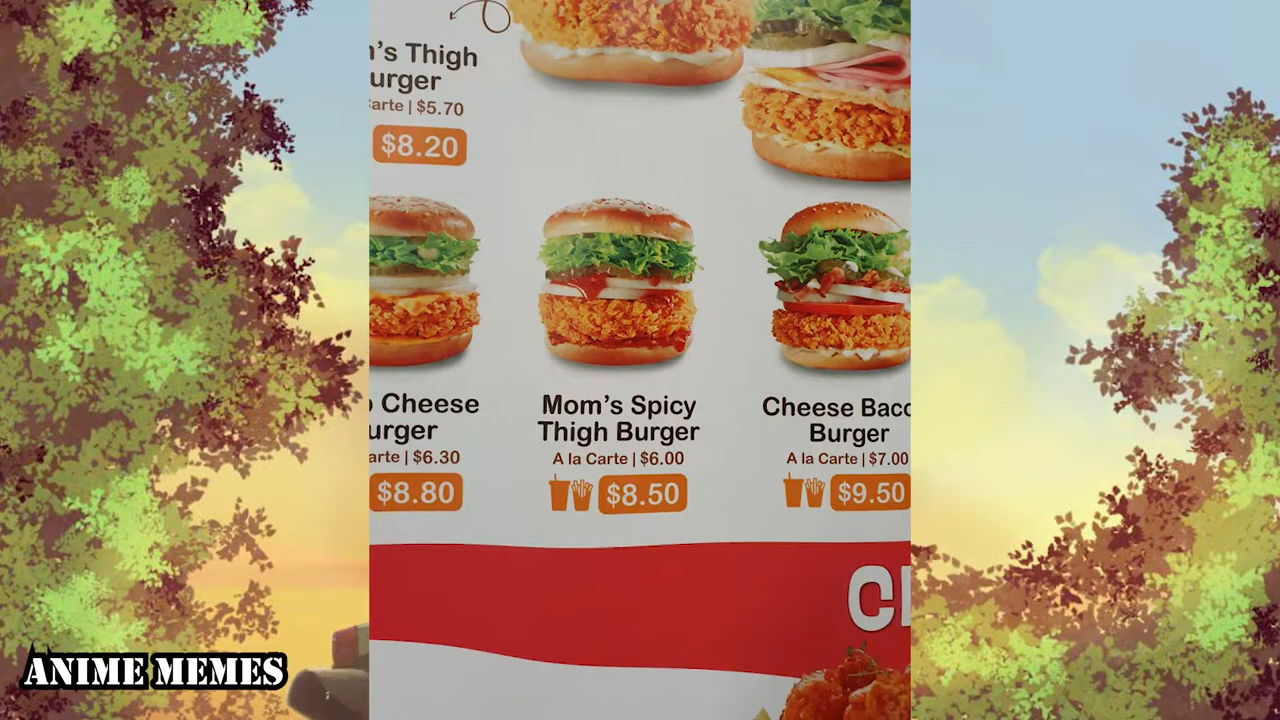 's Thigh
urger
arte | $5.70
$8.20
Cheese
urger
arte | $6.30
$8.80
Mom's Spicy
Thigh Burger
A la Carte | $6.00
$8.50
Cheese Baco
Burger
A la Carte | $7.00
$9.50
ANIME MEMES